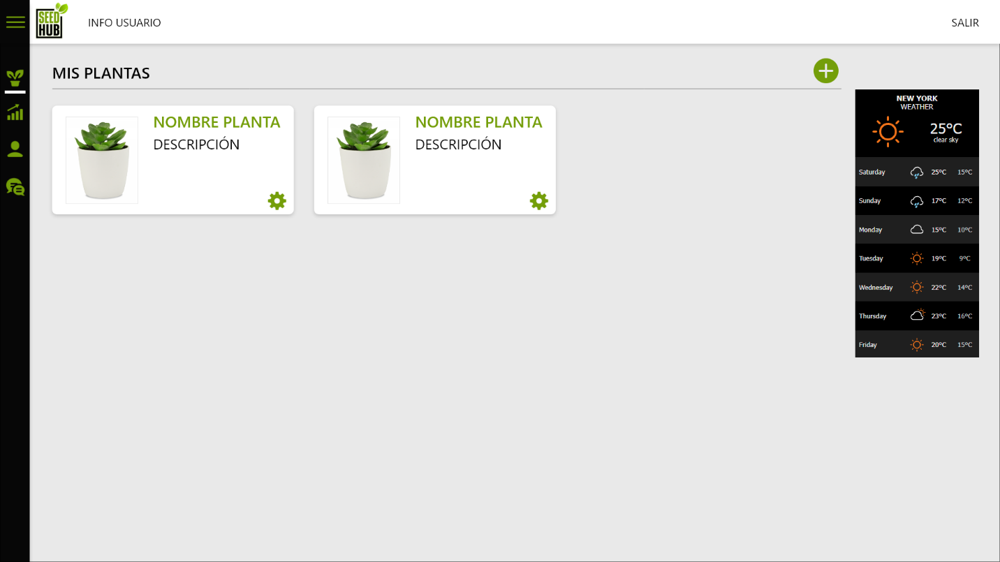 SEED
HUB
INFO USUARIO
SALIR
MIS PLANTAS
NOMBRE PLANTA
DESCRIPCIÓN
NOMBRE PLANTA
DESCRIPCIÓN
NEW YORK
WEATHER
25ºC
clear sky
Saturday 25ºC 15ºC
Sunday 17ºC 12ºC
Monday 15ºC 10ºC
Tuesday 19ºC 9ºC
Wednesday 22ºC 14ºC
Thursday 23ºC 16ºC
Friday 20ºC 15ºC